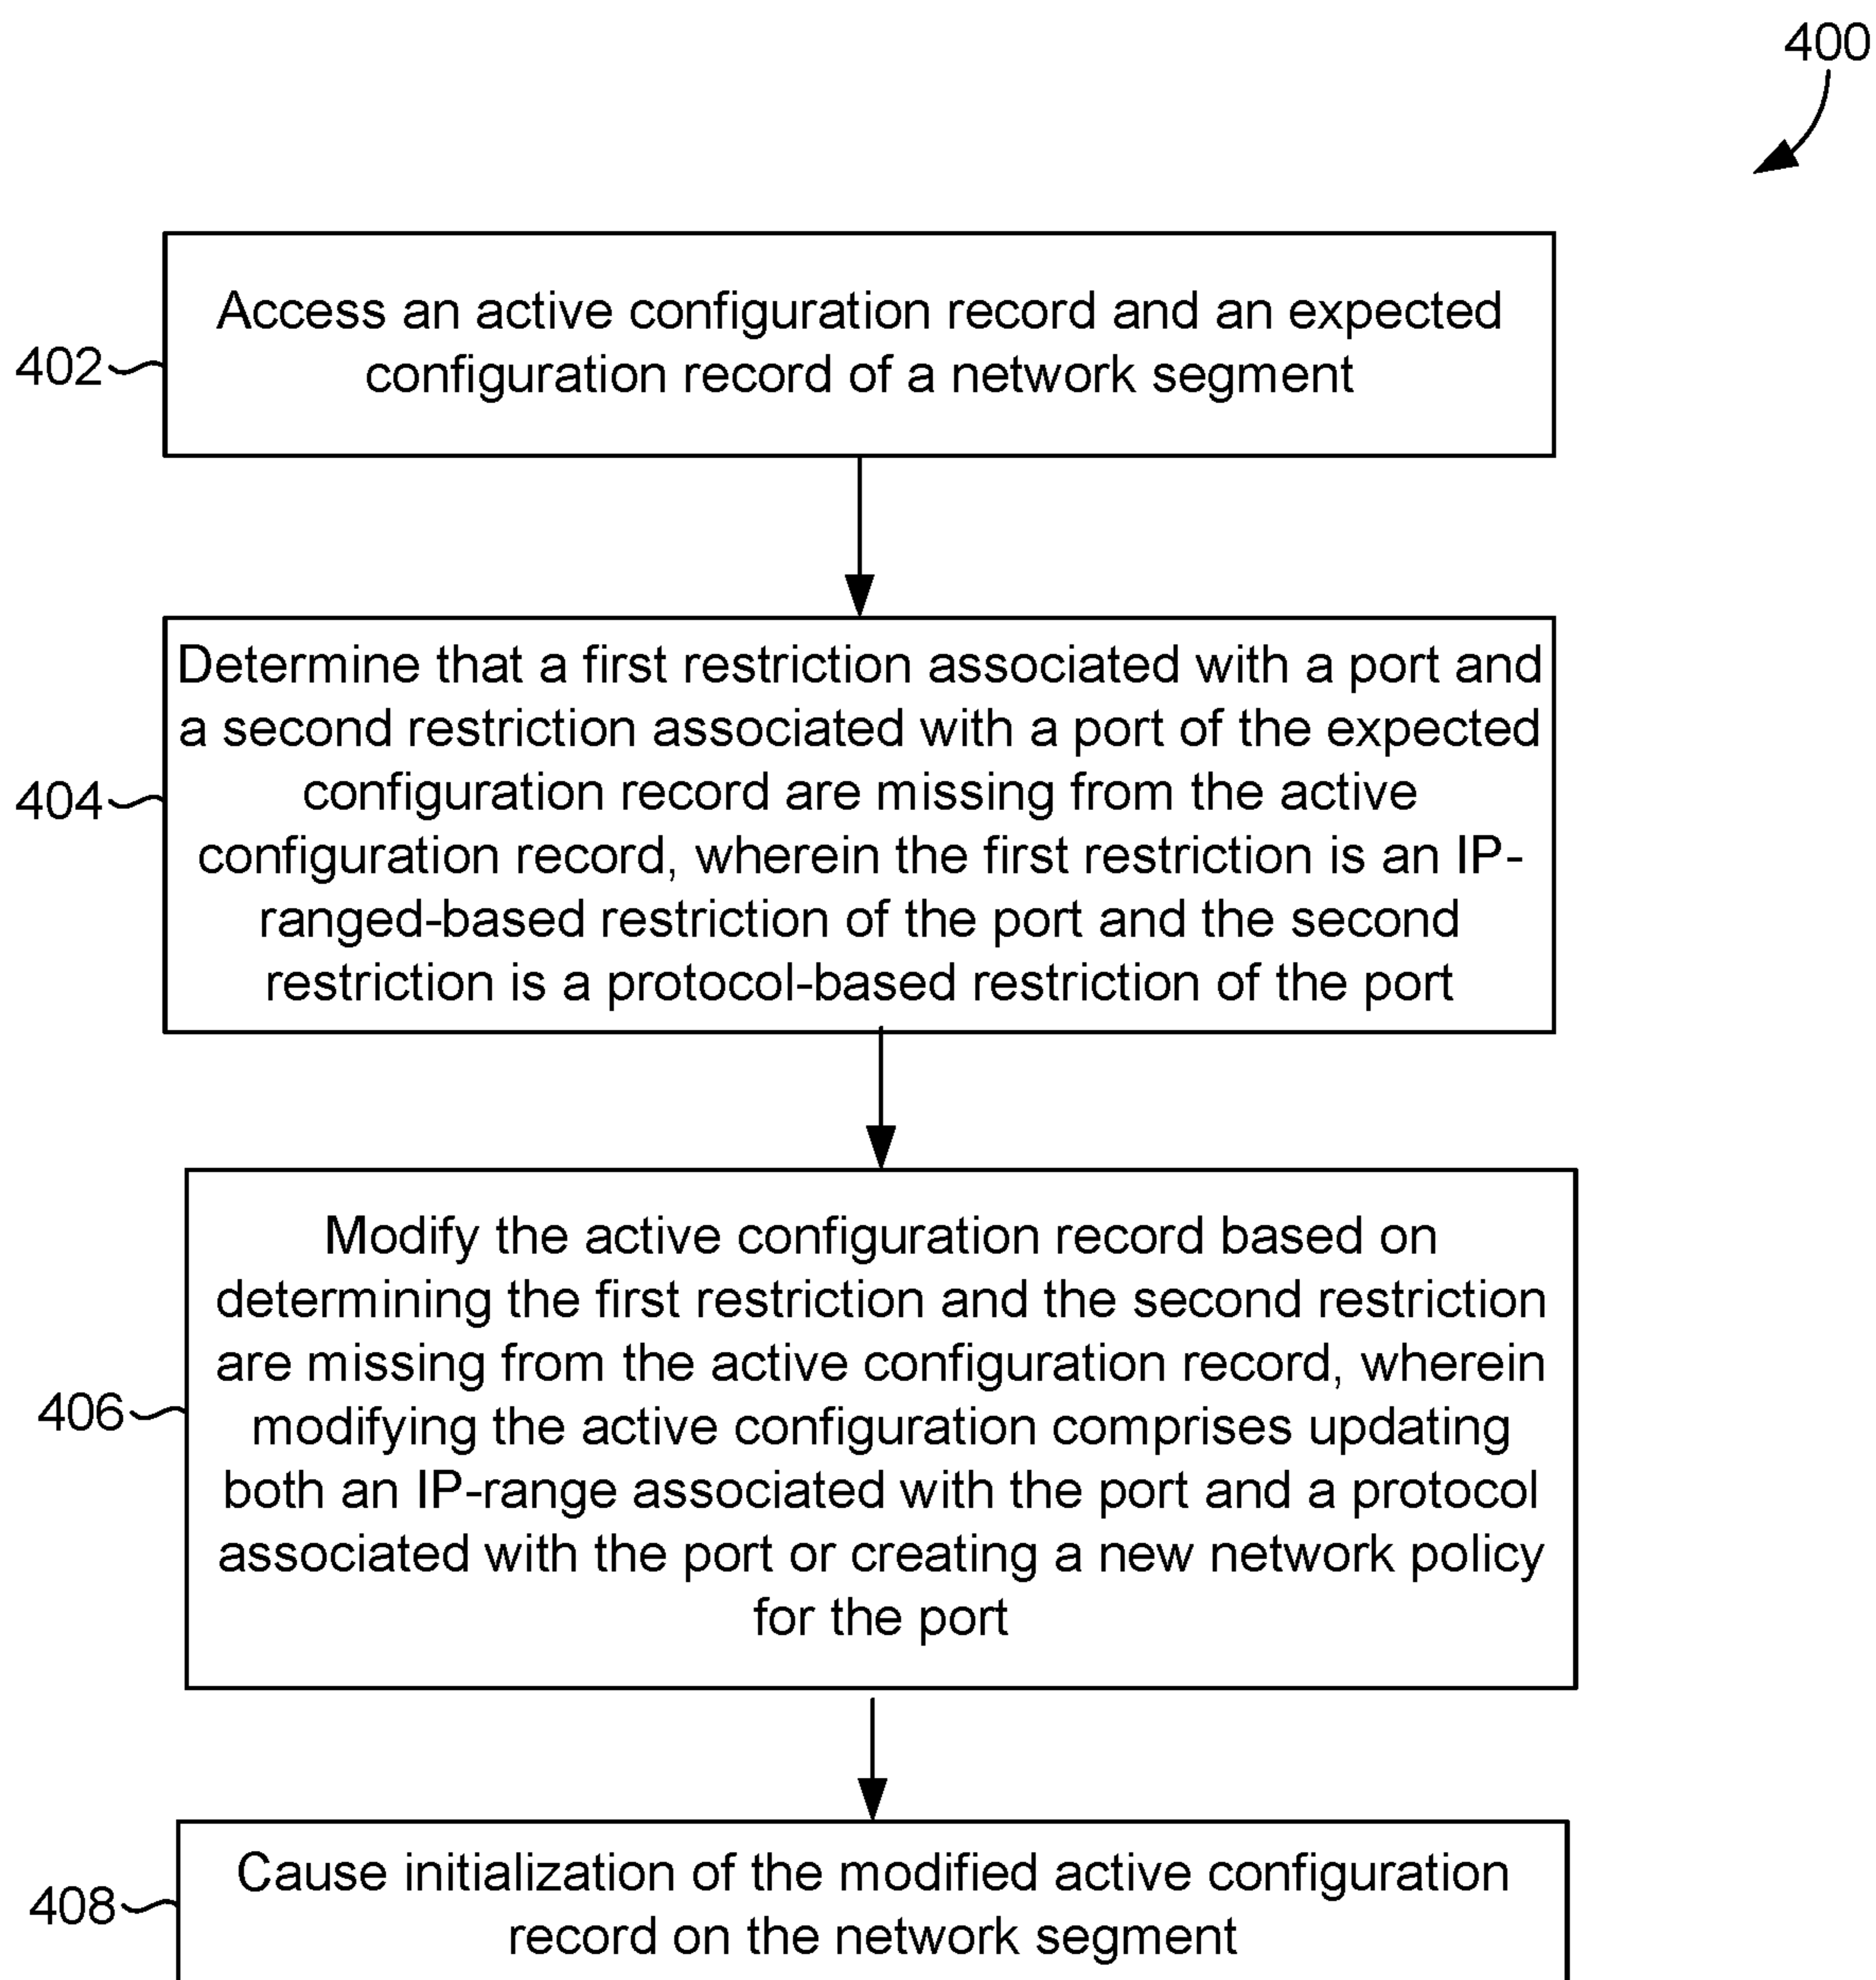 400
402
Access an active configuration record and an expected
configuration record of a network segment
404
Determine that a first restriction associated with a port and
a second restriction associated with a port of the expected
configuration record are missing from the active
configuration record, wherein the first restriction is an IP-
ranged-based restriction of the port and the second
restriction is a protocol-based restriction of the port
406
Modify the active configuration record based on
determining the first restriction and the second restriction
are missing from the active configuration record, wherein
modifying the active configuration comprises updating
both an IP-range associated with the port and a protocol
associated with the port or creating a new network policy
for the port
408
Cause initialization of the modified active configuration
record on the network segment